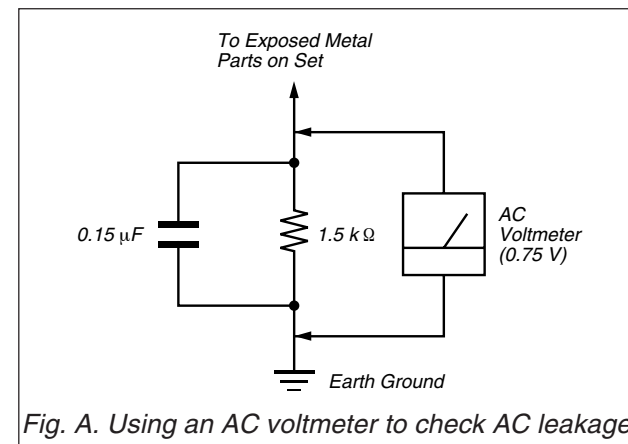 To Exposed Metal
Parts on Set
0.15 μF
1.5 k Ω
AC
Voltmeter
(0.75 V)
Earth Ground
Fig. A. Using an AC voltmeter to check AC leakage